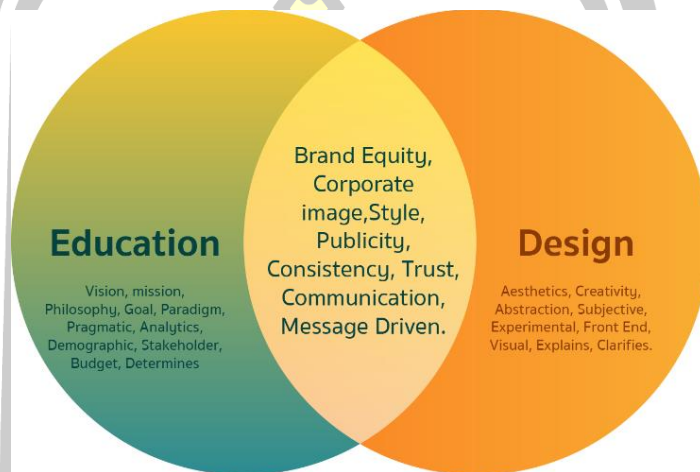 Education
Vision, mission,
Philosophy, Goal, Paradigm,
Pragmatic, Analytics,
Demographic, Stakeholder,
Budget, Determines
Brand Equity,
Corporate
image,Style,
Publicity,
Consistency, Trust,
Communication,
Message Driven.
Design
Aesthetics, Creativity,
Abstraction, Subjective,
Experimental, Front End,
Visual, Explains, Clarifies.